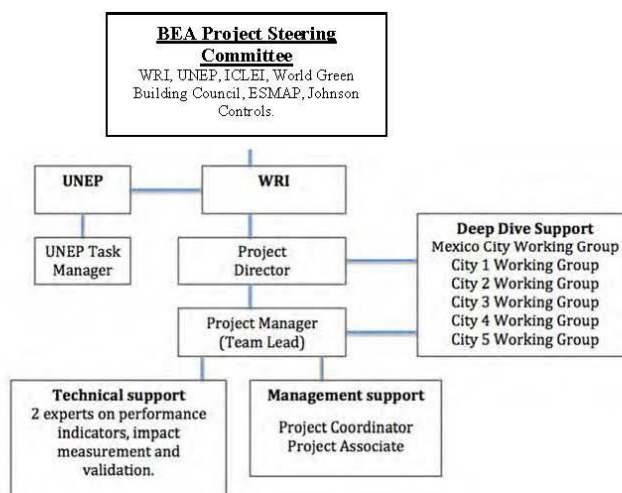 BEA Project Steering
Committee
WRI, UNEP, ICLEI, World Green
Building Council, ESMAP, Johnson
Controls.
UNEP
WRI
UNEP Task
Manager
Project
Director
Deep Dive Support
Mexico City Working Group
City 1 Working Group
City 2 Working Group
City 3 Working Group
City 4 Working Group
City 5 Working Group
Project Manager
(Team Lead)
Technical support
2 experts on performance
indicators, impact
measurement and
validation.
Management support
Project Coordinator
Project Associate